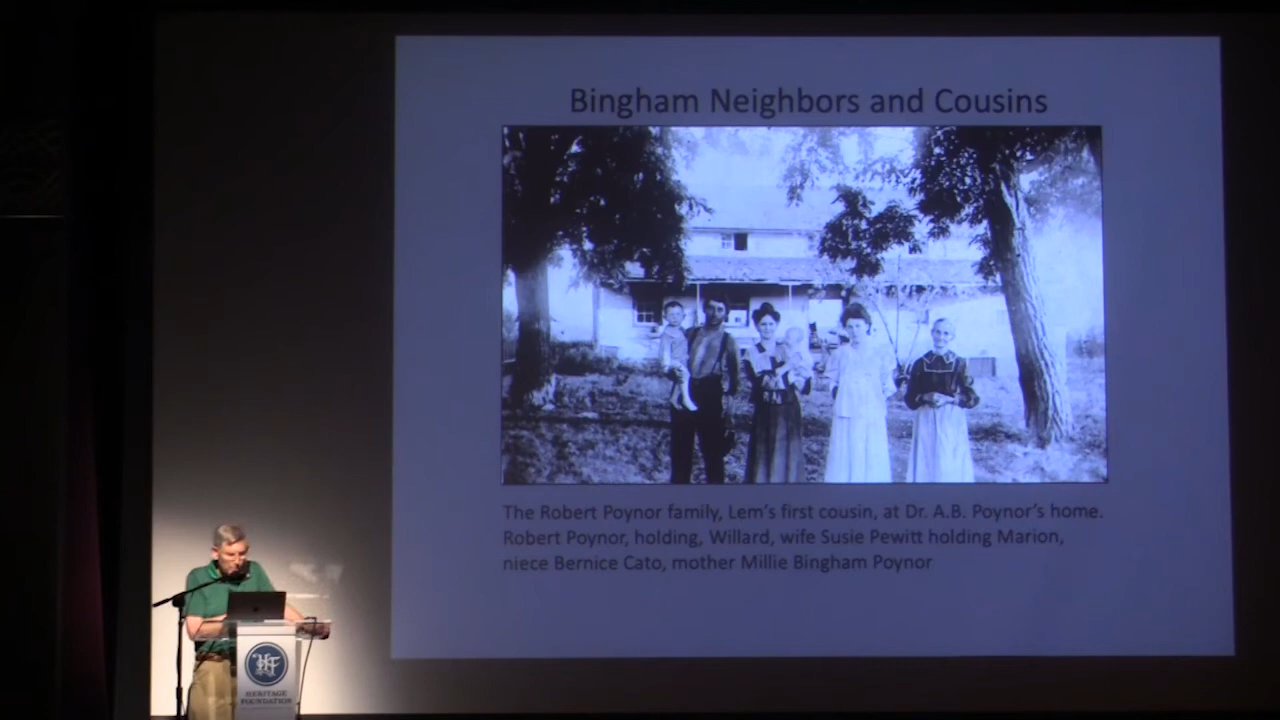 Bingham Neighbors and Cousins
The Robert Poynor family, Lem's first cousin, at Dr. A.B. Poynor's home.
Robert Poynor, holding, Willard, wife Susie Pewitt holding Marion,
niece Bernice Cato, mother Millie Bingham Poynor
HF
HERITAGE
FOUNDATION